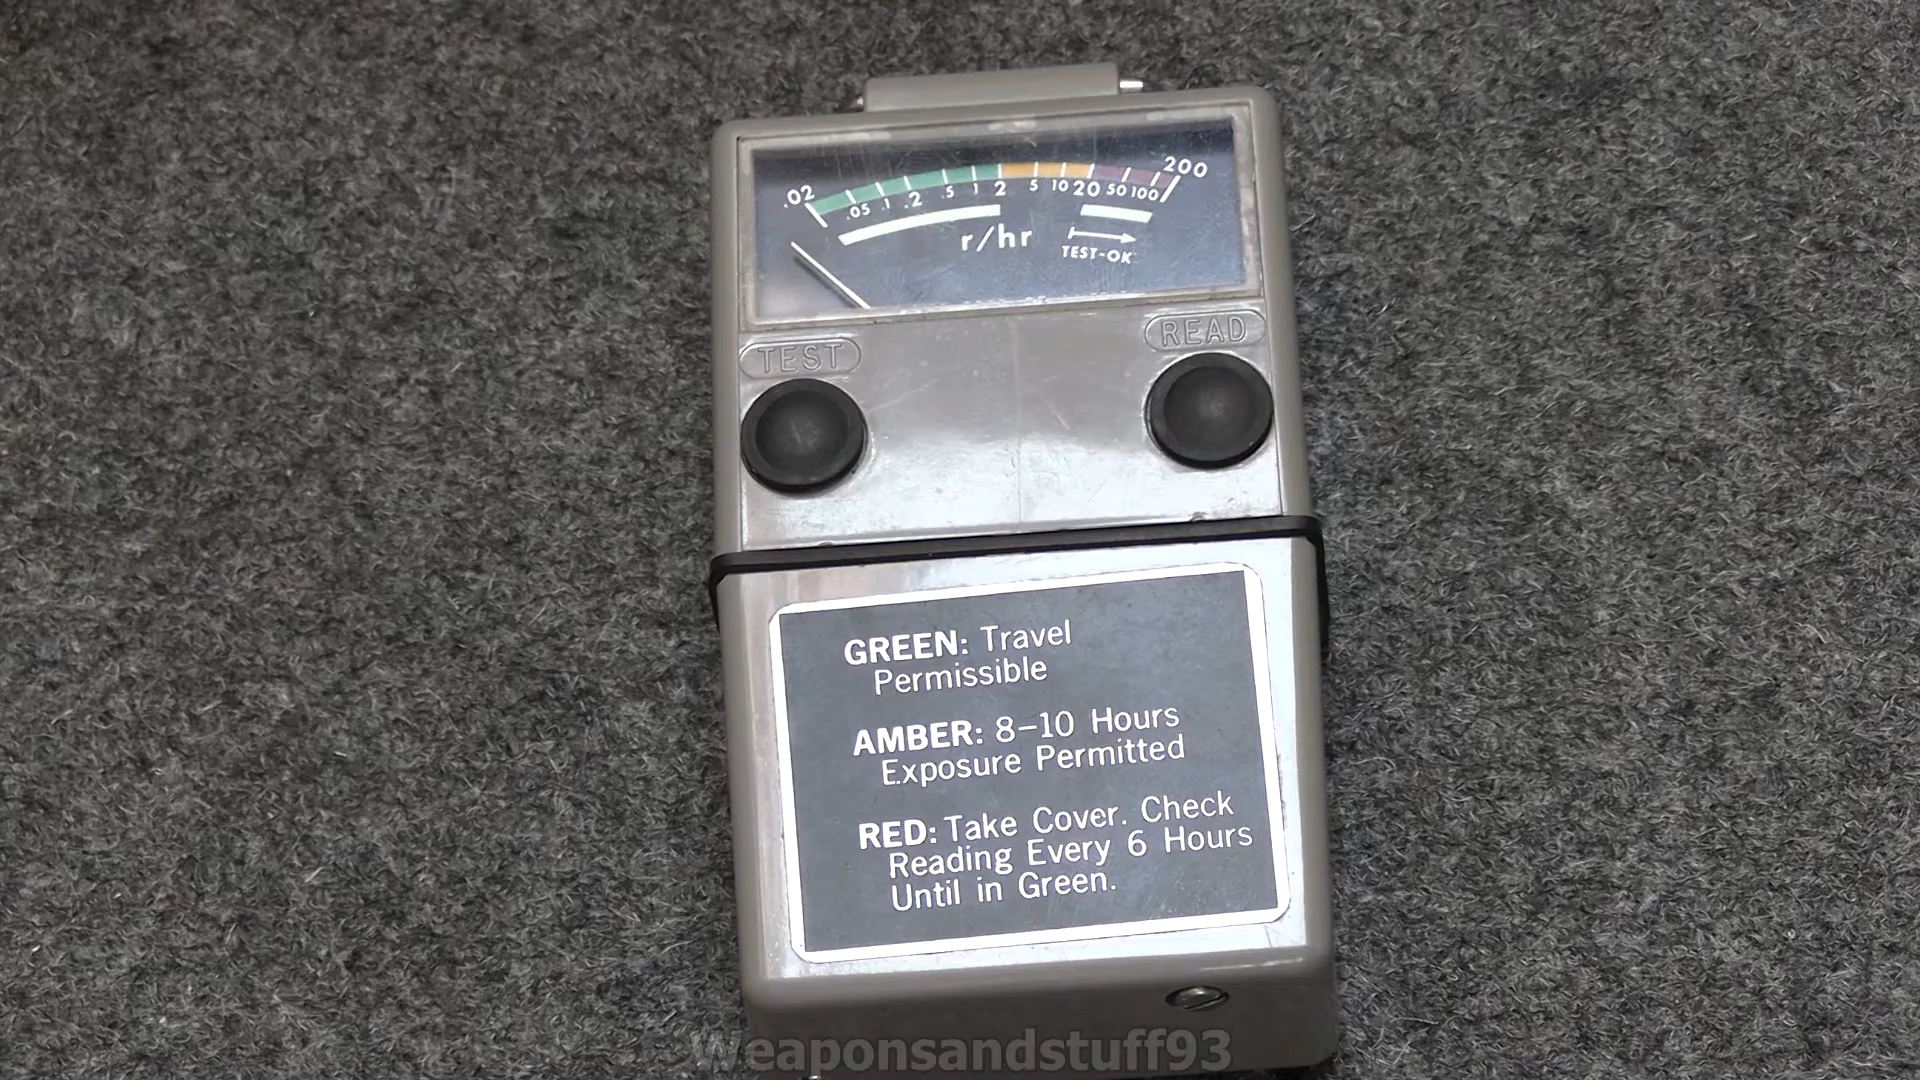 .02 .05 .1 .2 .5 1 2 5 10 20 50 100 200
r/hr
TEST-OK
TEST
READ
GREEN: Travel
Permissible
AMBER: 8-10 Hours
Exposure Permitted
RED: Take Cover. Check
Reading Every 6 Hours
Until in Green.
Weaponsandstuff93